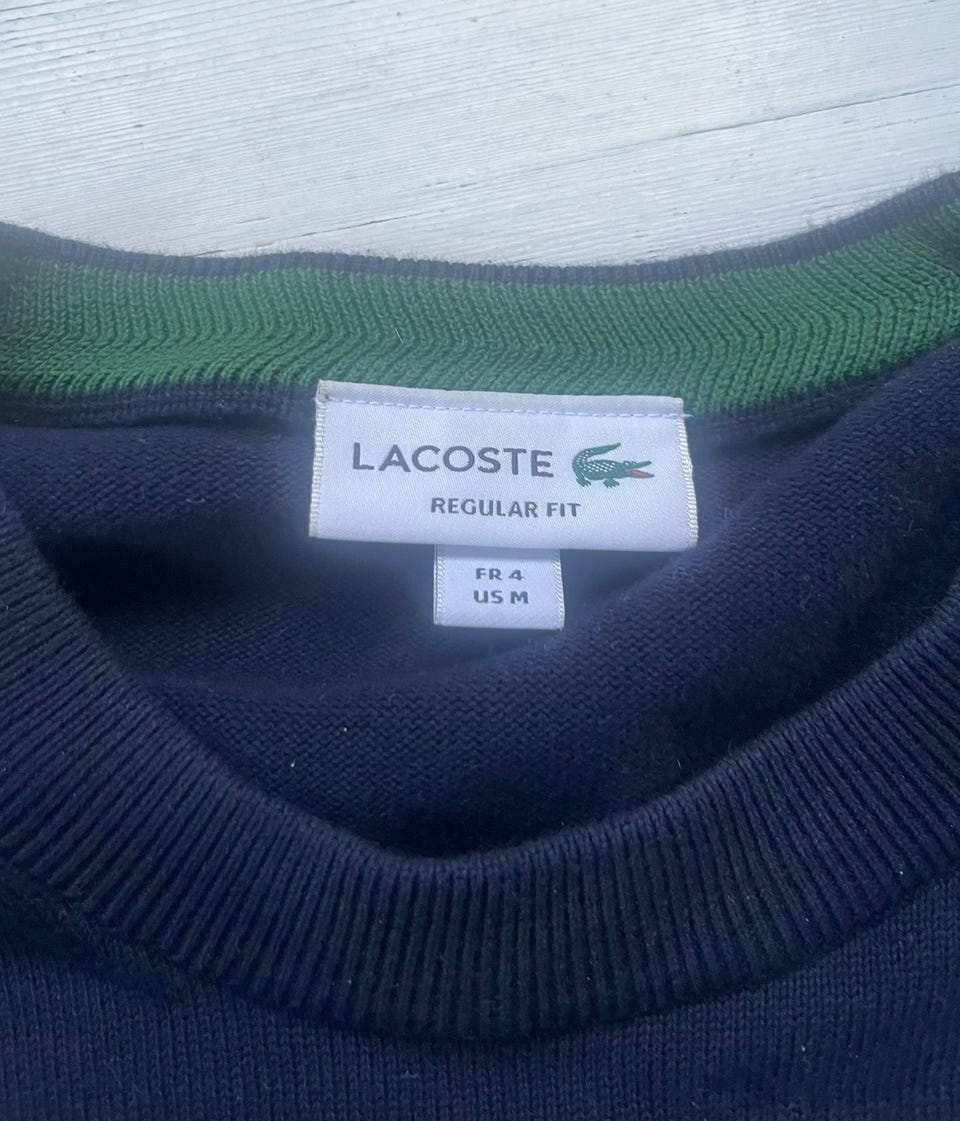 LACOSTE
REGULAR FIT
FR 4
US M